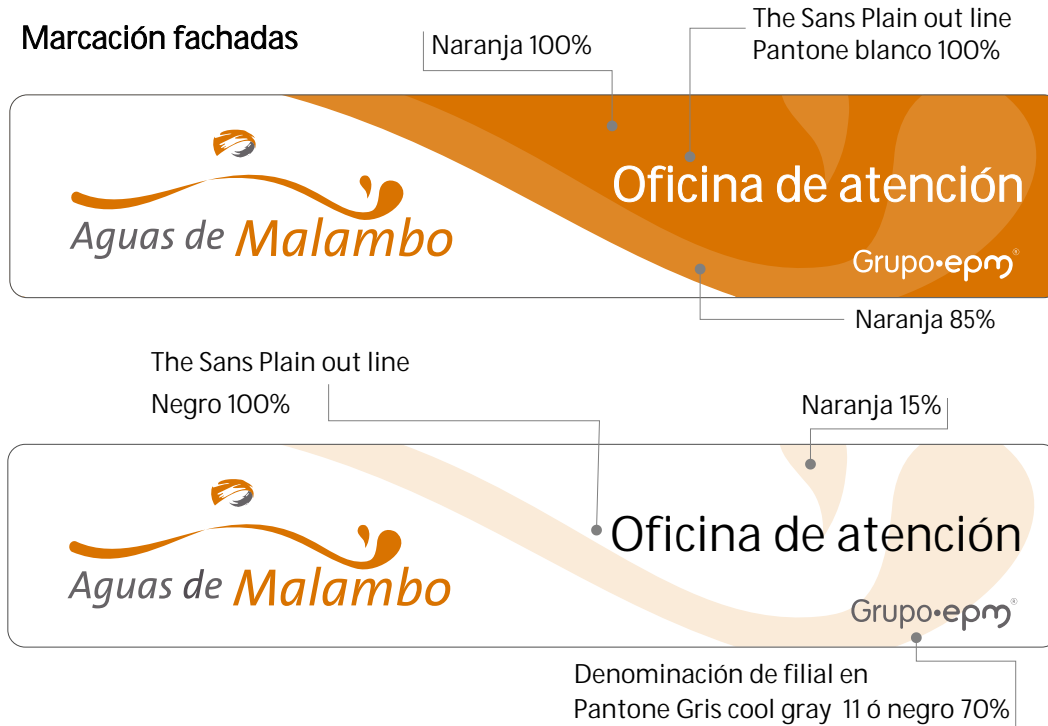 Marcación fachadas
Naranja 100%
The Sans Plain out line
Pantone blanco 100%
Aguas de Malambo
Oficina de atención
Grupo•epm®
Naranja 85%
The Sans Plain out line
Negro 100%
Naranja 15%
Aguas de Malambo
Oficina de atención
Grupo•epm®
Denominación de filial en
Pantone Gris cool gray 11 ó negro 70%